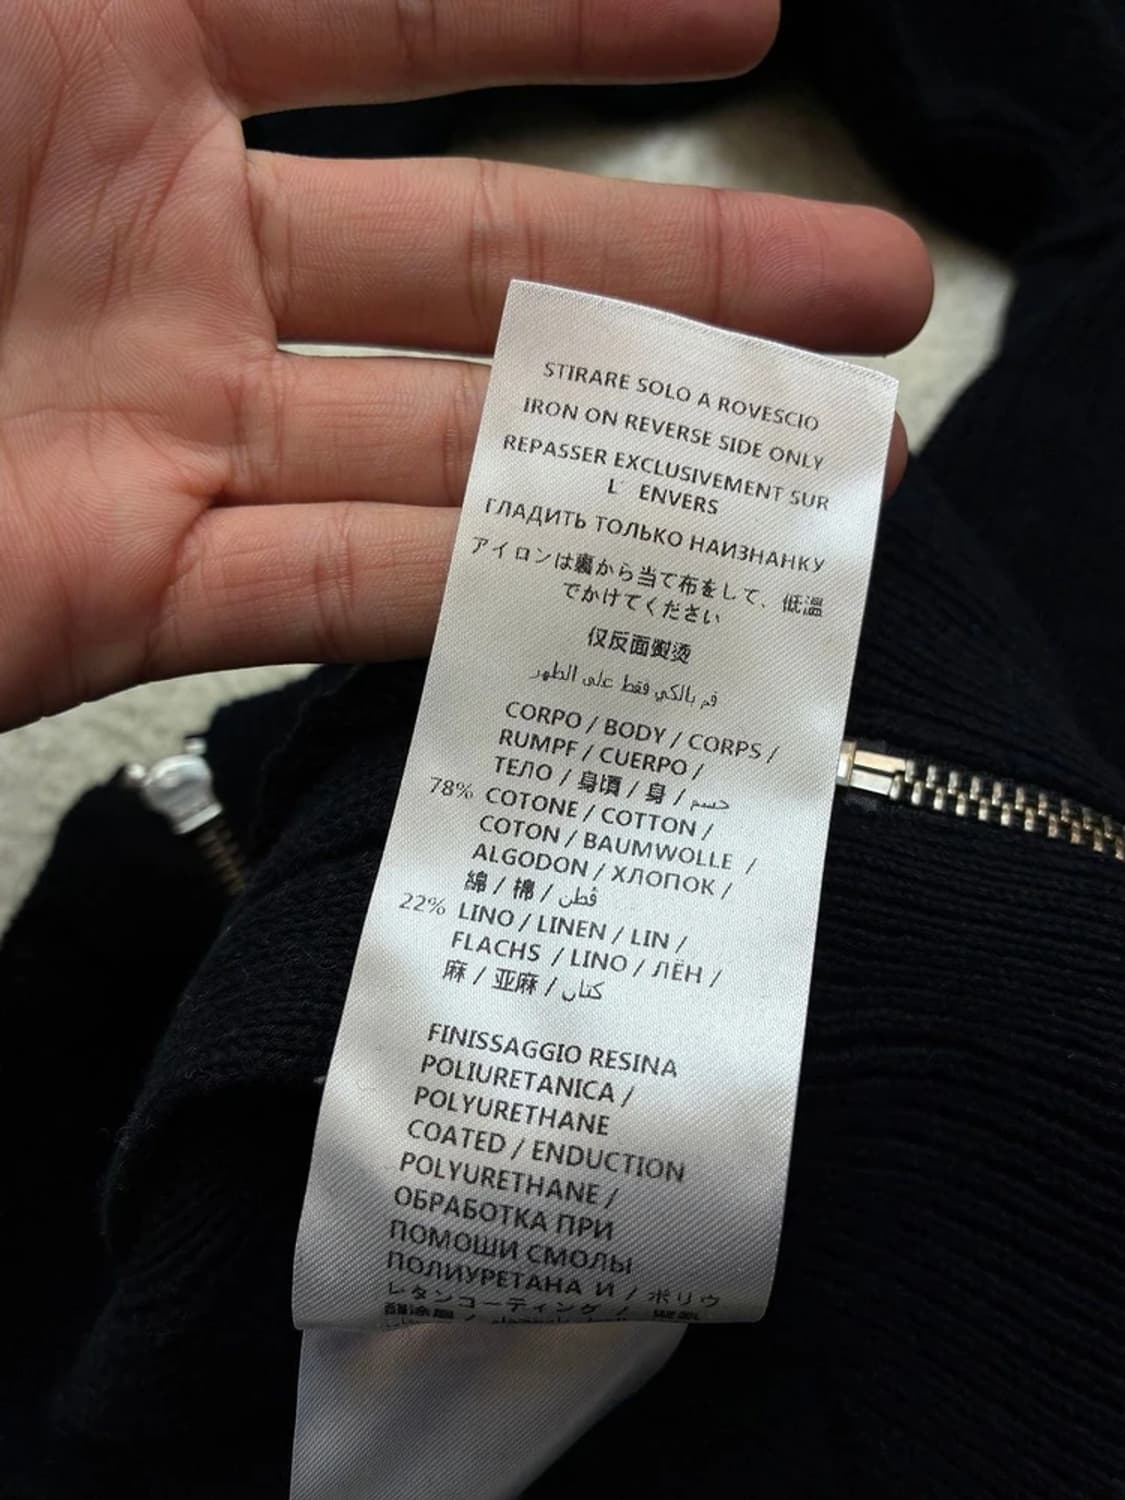 STIRARE SOLO A ROVESCIO
IRON ON REVERSE SIDE ONLY
REPASSER EXCLUSIVEMENT SUR
L' ENVERS
ГЛАДИТЬ ТОЛЬКО НАИЗНАНКУ
アイロンは裏から当て布をして、低温
でかけてください
仅反面熨烫
قم بالكي فقط على الظهر
CORPO / BODY / CORPS /
RUMPF / CUERPO /
ТЕЛО / 身頃 / 身 / جسم
78% COTONE / COTTON /
COTON / BAUMWOLLE /
ALGODON / ХЛОПОК /
綿 / 棉 / قطن
22% LINO / LINEN / LIN /
FLACHS / LINO / ЛЁН /
麻 / 亚麻 / كتان
FINISSAGGIO RESINA
POLIURETANICA /
POLYURETHANE
COATED / ENDUCTION
POLYURETHANE /
ОБРАБОТКА ПРИ
ПОМОШИ СМОЛЫ
ПОЛИУРЕТАНА И / ポリウ
レタンコーティング /